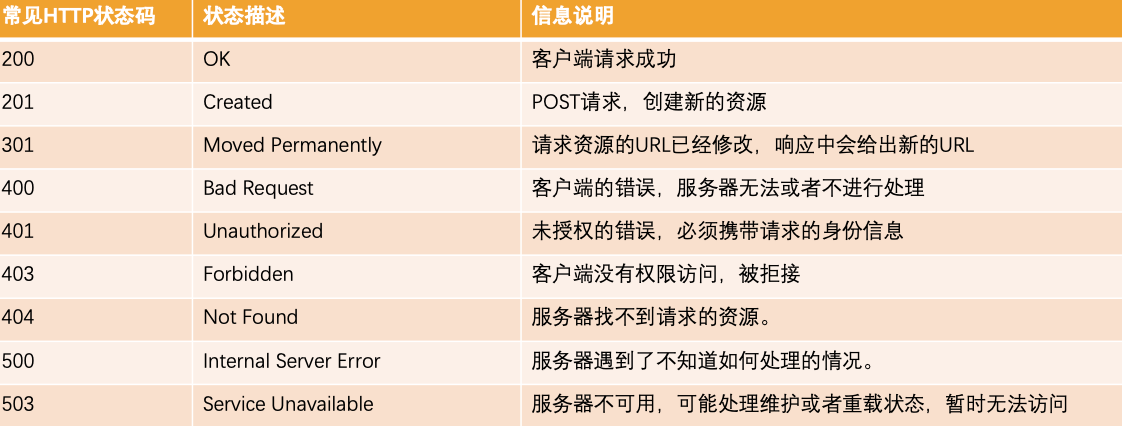 常见HTTP状态码 状态描述 信息说明
200 OK 客户端请求成功
201 Created POST请求，创建新的资源
301 Moved Permanently 请求资源的URL已经修改，响应中会给出新的URL
400 Bad Request 客户端的错误，服务器无法或者不进行处理
401 Unauthorized 未授权的错误，必须携带请求的身份信息
403 Forbidden 客户端没有权限访问，被拒接
404 Not Found 服务器找不到请求的资源。
500 Internal Server Error 服务器遇到了不知道如何处理的情况。
503 Service Unavailable 服务器不可用，可能处理维护或者重载状态，暂时无法访问